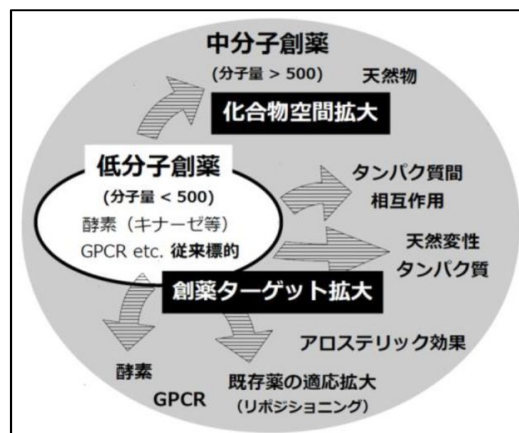 中分子創薬
(分子量 > 500)
天然物
化合物空間拡大
低分子創薬
(分子量 < 500)
酵素（キナーゼ等）
GPCR etc. 従来標的
タンパク質間
相互作用
天然変性
タンパク質
創薬ターゲット拡大
アロステリック効果
酵素
GPCR
既存薬の適応拡大
(リポジショニング)